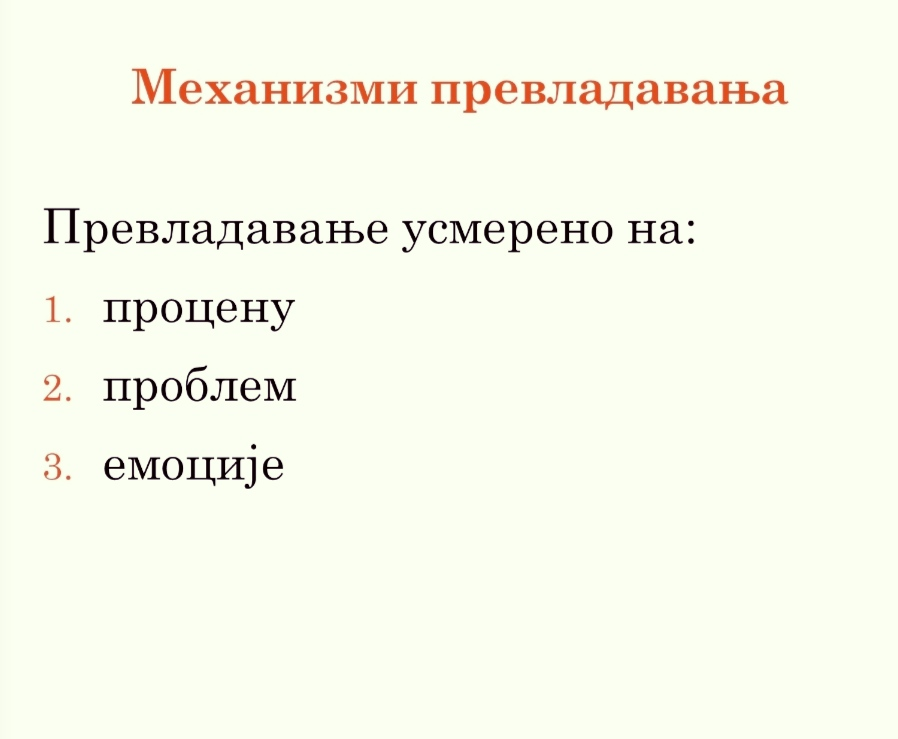 Механизми превладавања
Превладавање усмерено на:
1. процену
2. проблем
3. емоције